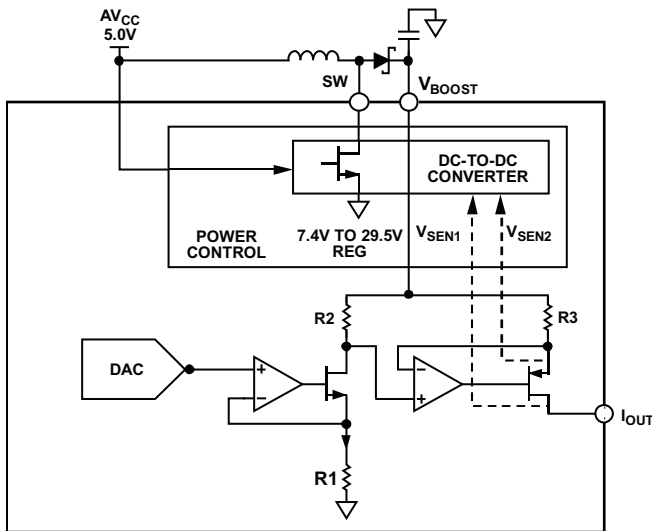 AVCC
5.0V
SW
VBOOST
DC-TO-DC
CONVERTER
POWER
CONTROL
7.4V TO 29.5V
REG
VSEN1
VSEN2
R2
R3
DAC
+
−
−
+
IOUT
R1